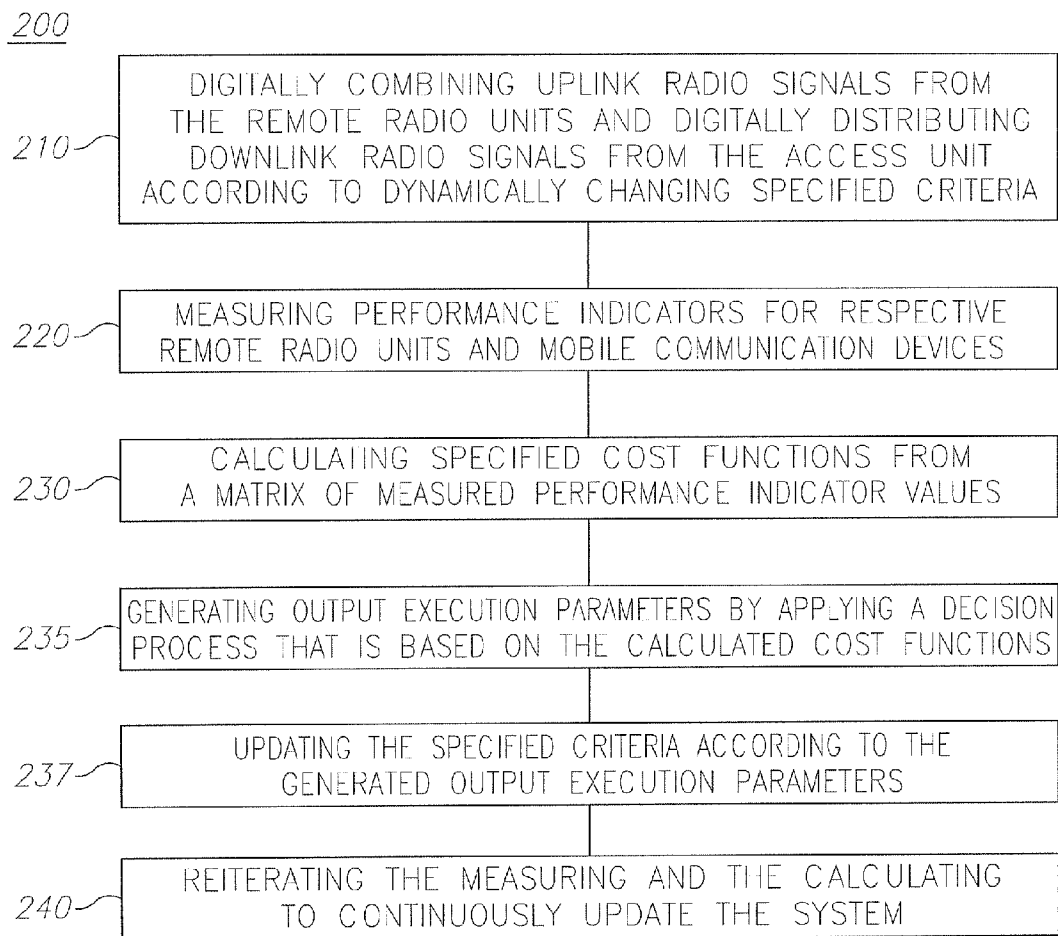 200
210
DIGITALLY COMBINING UPLINK RADIO SIGNALS FROM
THE REMOTE RADIO UNITS AND DIGITALLY DISTRIBUTING
DOWNLINK RADIO SIGNALS FROM THE ACCESS UNIT
ACCORDING TO DYNAMICALLY CHANGING SPECIFIED CRITERIA
220
MEASURING PERFORMANCE INDICATORS FOR RESPECTIVE
REMOTE RADIO UNITS AND MOBILE COMMUNICATION DEVICES
230
CALCULATING SPECIFIED COST FUNCTIONS FROM
A MATRIX OF MEASURED PERFORMANCE INDICATOR VALUES
235
GENERATING OUTPUT EXECUTION PARAMETERS BY APPLYING A DECISION
PROCESS THAT IS BASED ON THE CALCULATED COST FUNCTIONS
237
UPDATING THE SPECIFIED CRITERIA ACCORDING TO THE
GENERATED OUTPUT EXECUTION PARAMETERS
240
REITERATING THE MEASURING AND THE CALCULATING
TO CONTINUOUSLY UPDATE THE SYSTEM